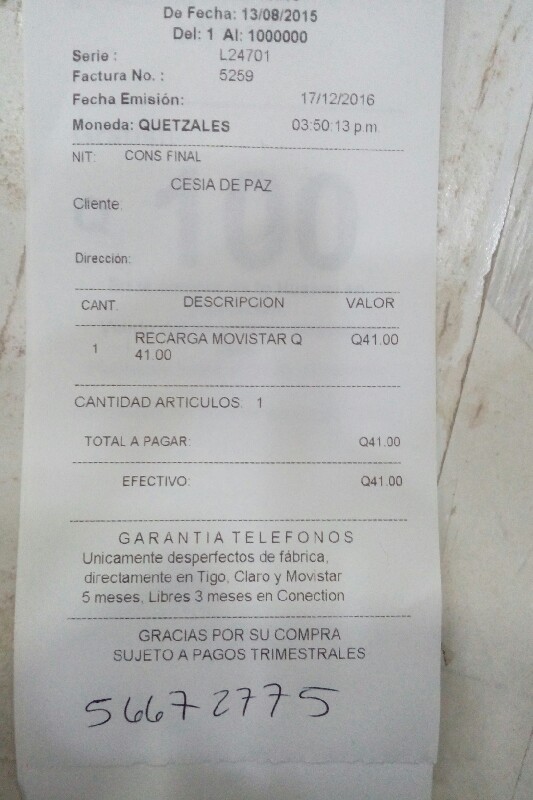 De Fecha: 13/08/2015
Del: 1 Al: 1000000
Serie : L24701
Factura No. : 5259
Fecha Emisión: 17/12/2016
Moneda: QUETZALES 03:50:13 p.m.
NIT: CONS FINAL
CESIA DE PAZ
Cliente:
Dirección:
CANT. DESCRIPCION VALOR
1 RECARGA MOVISTAR Q Q41.00
41.00
CANTIDAD ARTICULOS: 1
TOTAL A PAGAR: Q41.00
EFECTIVO: Q41.00
GARANTIA TELEFONOS
Unicamente desperfectos de fábrica,
directamente en Tigo, Claro y Movistar
5 meses, Libres 3 meses en Conection
GRACIAS POR SU COMPRA
SUJETO A PAGOS TRIMESTRALES
56672775